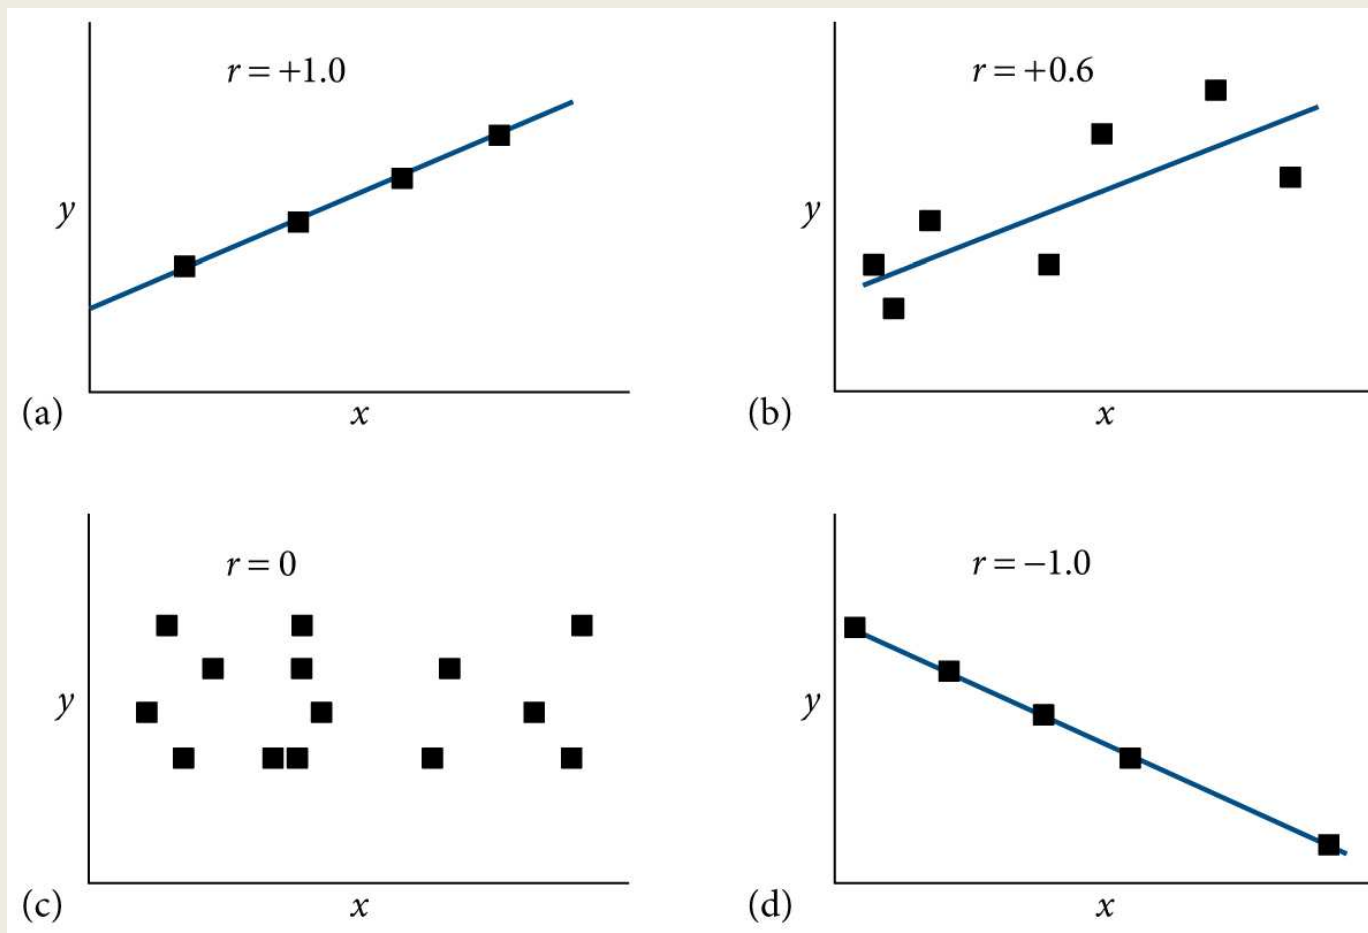 r = +1.0
y
(a)
x
r = +0.6
y
(b)
x
r = 0
y
(c)
x
r = −1.0
y
(d)
x